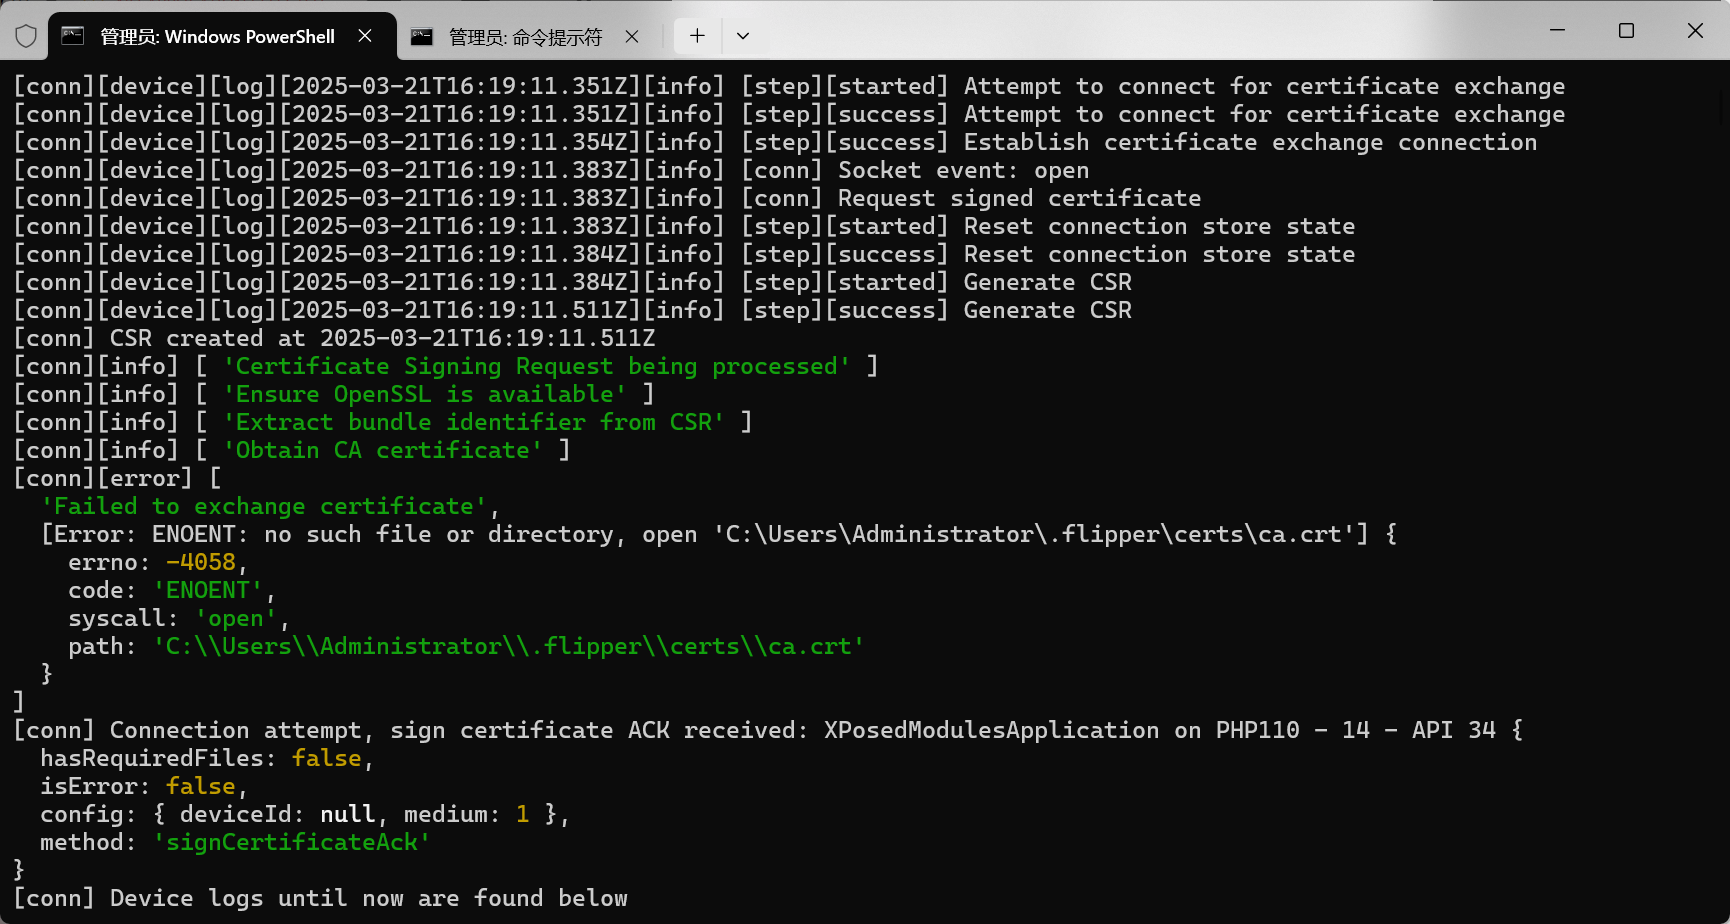 管理员: Windows PowerShell
管理员: 命令提示符
[conn][device][log][2025-03-21T16:19:11.351Z][info] [step][started] Attempt to connect for certificate exchange
[conn][device][log][2025-03-21T16:19:11.351Z][info] [step][success] Attempt to connect for certificate exchange
[conn][device][log][2025-03-21T16:19:11.354Z][info] [step][success] Establish certificate exchange connection
[conn][device][log][2025-03-21T16:19:11.383Z][info] [conn] Socket event: open
[conn][device][log][2025-03-21T16:19:11.383Z][info] [conn] Request signed certificate
[conn][device][log][2025-03-21T16:19:11.383Z][info] [step][started] Reset connection store state
[conn][device][log][2025-03-21T16:19:11.384Z][info] [step][success] Reset connection store state
[conn][device][log][2025-03-21T16:19:11.384Z][info] [step][started] Generate CSR
[conn][device][log][2025-03-21T16:19:11.511Z][info] [step][success] Generate CSR
[conn] CSR created at 2025-03-21T16:19:11.511Z
[conn][info] [ 'Certificate Signing Request being processed' ]
[conn][info] [ 'Ensure OpenSSL is available' ]
[conn][info] [ 'Extract bundle identifier from CSR' ]
[conn][info] [ 'Obtain CA certificate' ]
[conn][error] [
  'Failed to exchange certificate',
  [Error: ENOENT: no such file or directory, open 'C:\Users\Administrator\.flipper\certs\ca.crt'] {
    errno: -4058,
    code: 'ENOENT',
    syscall: 'open',
    path: 'C:\\Users\\Administrator\\.flipper\\certs\\ca.crt'
  }
]
[conn] Connection attempt, sign certificate ACK received: XPosedModulesApplication on PHP110 - 14 - API 34 {
  hasRequiredFiles: false,
  isError: false,
  config: { deviceId: null, medium: 1 },
  method: 'signCertificateAck'
}
[conn] Device logs until now are found below